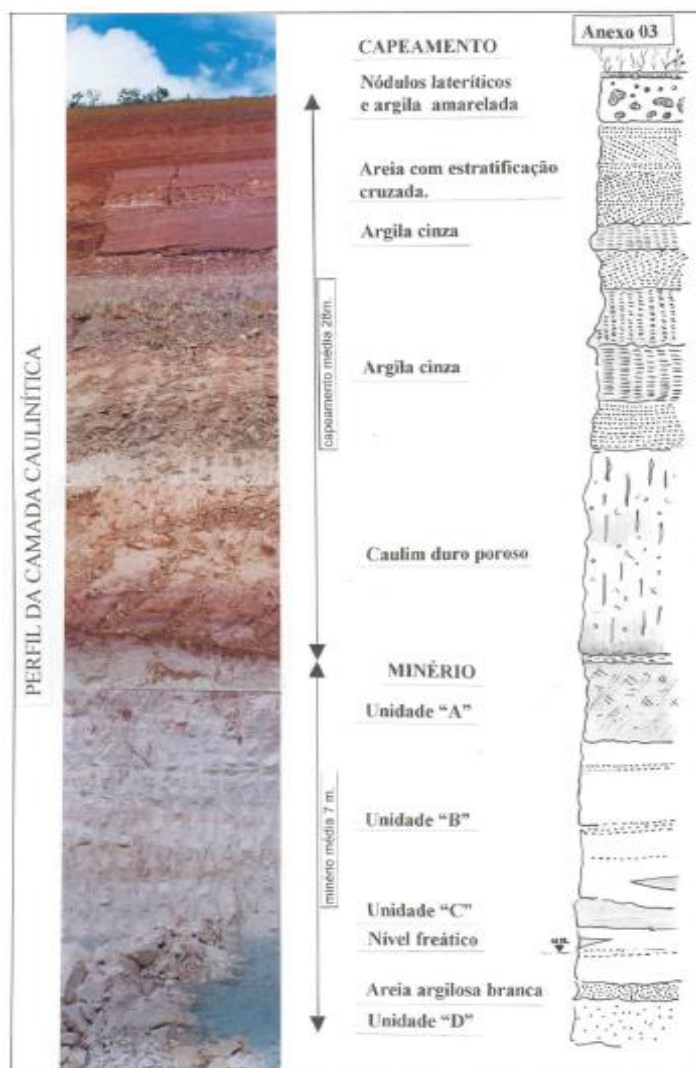 Anexo 03
CAPEAMENTO
Nódulos lateríticos
e argila amarelada
Areia com estratificação
cruzada.
Argila cinza
Argila cinza
Caulim duro poroso
MINÉRIO
Unidade “A”
Unidade “B”
Unidade “C”
Nível freático
Areia argilosa branca
Unidade “D”
PERFIL DA CAMADA CAULINÍTICA
capeamento média 28m.
minério média 7 m.